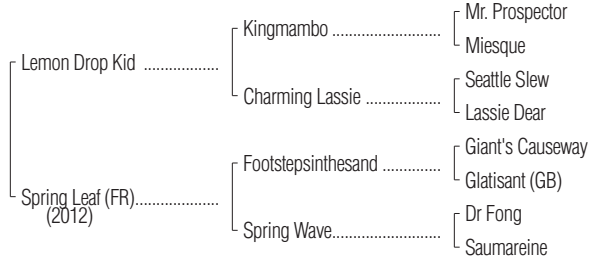 Mr. Prospector
Kingmambo ..........................
Miesque
Lemon Drop Kid ..................
Seattle Slew
Charming Lassie ..................
Lassie Dear
Giant's Causeway
Footstepsinthesand ..............
Glatisant (GB)
Spring Leaf (FR)....................
(2012)
Dr Fong
Spring Wave..........................
Saumareine